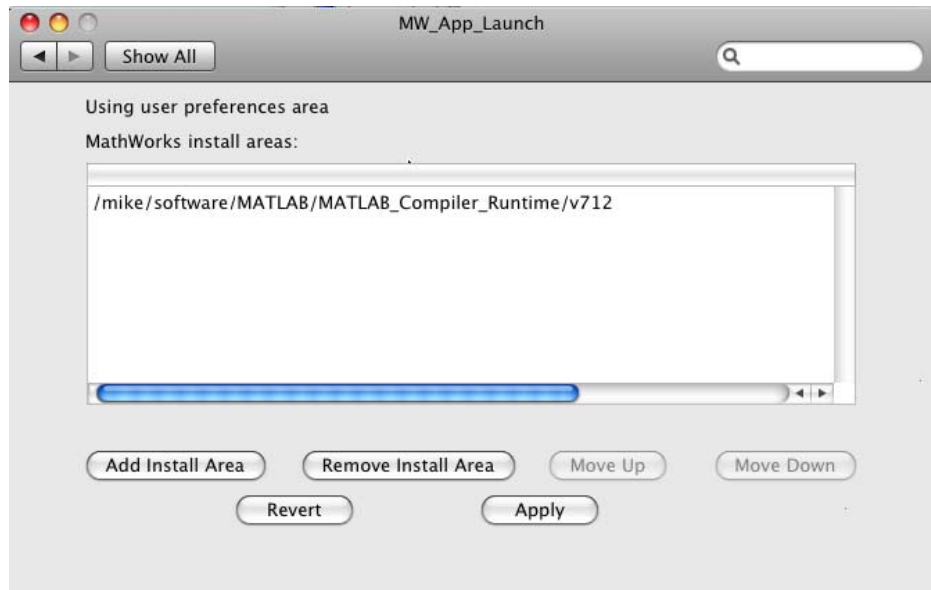 MW_App_Launch
Show All
Using user preferences area
MathWorks install areas:
/mike/software/MATLAB/MATLAB_Compiler_Runtime/v712
Add Install Area Remove Install Area Move Up Move Down
Revert Apply